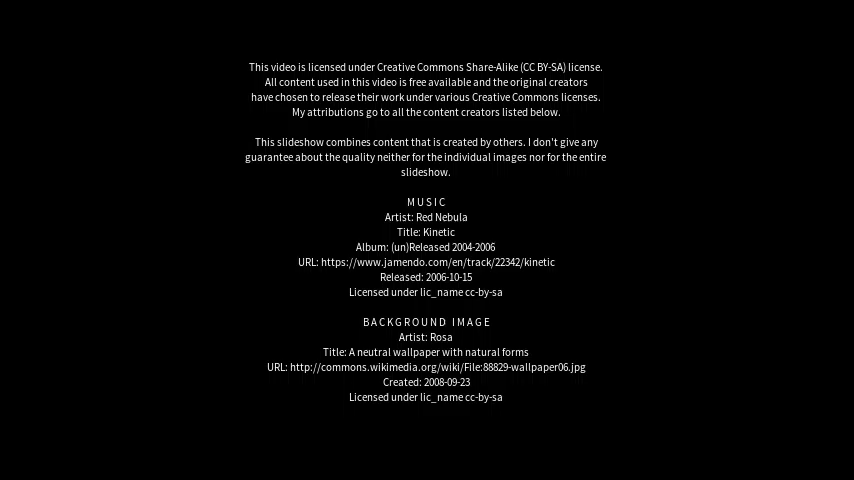 This video is licensed under Creative Commons Share-Alike (CC BY-SA) license.
All content used in this video is free available and the original creators
have chosen to release their work under various Creative Commons licenses.
My attributions go to all the content creators listed below.
This slideshow combines content that is created by others. I don't give any
guarantee about the quality neither for the individual images nor for the entire
slideshow.
MUSIC
Artist: Red Nebula
Title: Kinetic
Album: (un)Released 2004-2006
URL: https://www.jamendo.com/en/track/22342/kinetic
Released: 2006-10-15
Licensed under lic_name cc-by-sa
BACKGROUND IMAGE
Artist: Rosa
Title: A neutral wallpaper with natural forms
URL: http://commons.wikimedia.org/wiki/File:88829-wallpaper06.jpg
Created: 2008-09-23
Licensed under lic_name cc-by-sa